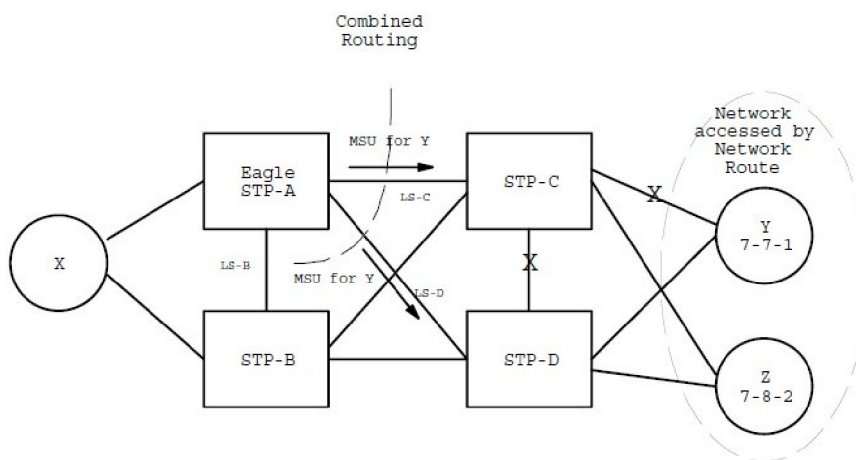 Combined
Routing
Network
accessed by
Network
Route
MSU for Y
Eagle
STP-A
STP-C
LS-C
X
Y
7-7-1
X
LS-B
MSU for Y
X
LS-D
STP-B
STP-D
Z
7-8-2